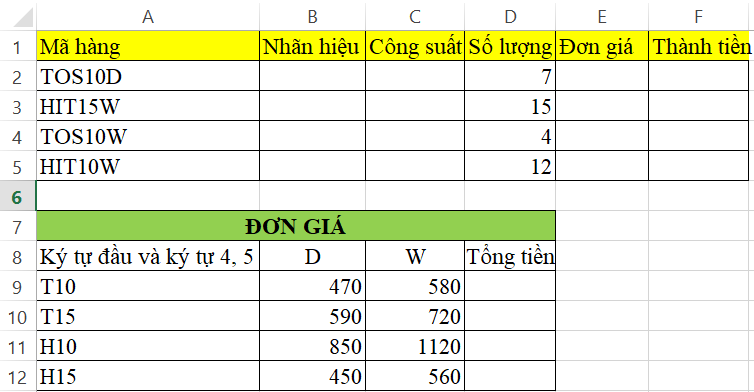 A B C D E F
1 Mã hàng Nhãn hiệu Công suất Số lượng Đơn giá Thành tiền
2 TOS10D 7
3 HIT15W 15
4 TOS10W 4
5 HIT10W 12
6
7 ĐƠN GIÁ
8 Ký tự đầu và ký tự 4, 5 D W Tổng tiền
9 T10 470 580
10 T15 590 720
11 H10 850 1120
12 H15 450 560